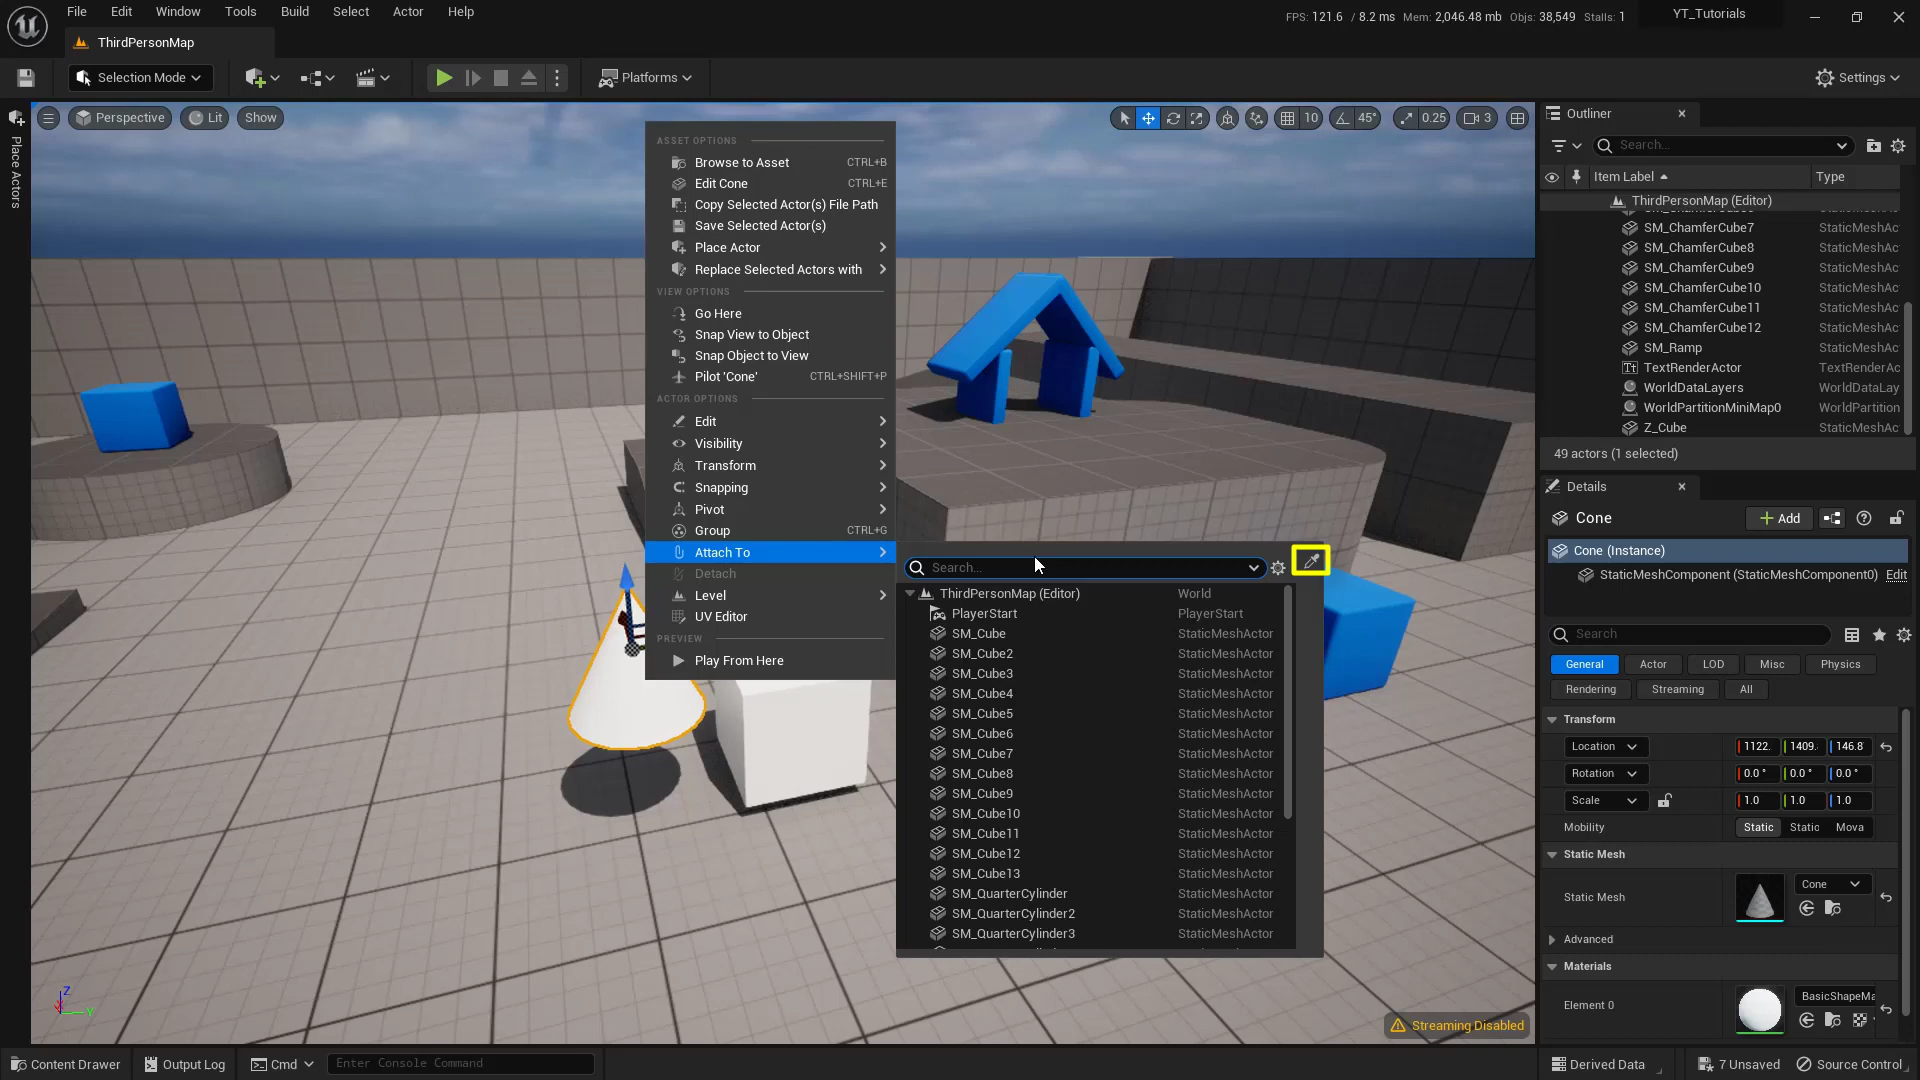 File Edit Window Tools Build Select Actor Help
FPS: 121.6 / 8.2 ms Mem: 2,046.48 mb Objs: 38,549 Stalls: 1
YT_Tutorials
ThirdPersonMap
Selection Mode
Platforms
Settings
Place Actors
Perspective Lit Show
10 45° 0.25 3
ASSET OPTIONS
Browse to Asset CTRL+B
Edit Cone CTRL+E
Copy Selected Actor(s) File Path
Save Selected Actor(s)
Place Actor
Replace Selected Actors with
VIEW OPTIONS
Go Here
Snap View to Object
Snap Object to View
Pilot 'Cone' CTRL+SHIFT+P
ACTOR OPTIONS
Edit
Visibility
Transform
Snapping
Pivot
Group CTRL+G
Attach To
Detach
Level
UV Editor
PREVIEW
Play From Here
Search...
ThirdPersonMap (Editor) World
PlayerStart PlayerStart
SM_Cube StaticMeshActor
SM_Cube2 StaticMeshActor
SM_Cube3 StaticMeshActor
SM_Cube4 StaticMeshActor
SM_Cube5 StaticMeshActor
SM_Cube6 StaticMeshActor
SM_Cube7 StaticMeshActor
SM_Cube8 StaticMeshActor
SM_Cube9 StaticMeshActor
SM_Cube10 StaticMeshActor
SM_Cube11 StaticMeshActor
SM_Cube12 StaticMeshActor
SM_Cube13 StaticMeshActor
SM_QuarterCylinder StaticMeshActor
SM_QuarterCylinder2 StaticMeshActor
SM_QuarterCylinder3 StaticMeshActor
Z
Y
Streaming Disabled
Outliner
Search...
Item Label Type
ThirdPersonMap (Editor)
SM_ChamferCube7 StaticMeshAc
SM_ChamferCube8 StaticMeshAc
SM_ChamferCube9 StaticMeshAc
SM_ChamferCube10 StaticMeshAc
SM_ChamferCube11 StaticMeshAc
SM_ChamferCube12 StaticMeshAc
SM_Ramp StaticMeshAc
TextRenderActor TextRenderAc
WorldDataLayers WorldDataLay
WorldPartitionMiniMap0 WorldPartition
Z_Cube StaticMeshAc
49 actors (1 selected)
Details
Cone
Add
Cone (Instance)
StaticMeshComponent (StaticMeshComponent0) Edit
Search
General Actor LOD Misc Physics
Rendering Streaming All
Transform
Location 1122. 1409. 146.8
Rotation 0.0 ° 0.0 ° 0.0 °
Scale 1.0 1.0 1.0
Mobility Static Static Mova
Static Mesh
Static Mesh Cone
Advanced
Materials
Element 0 BasicShapeMa
Content Drawer Output Log Cmd Enter Console Command
Derived Data 7 Unsaved Source Control